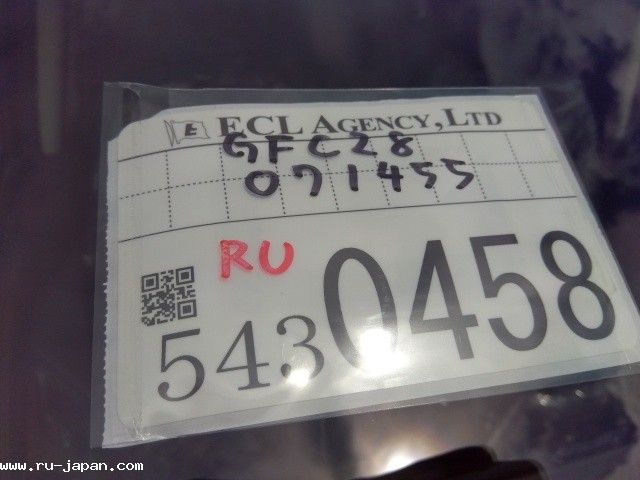 E ECL AGENCY, LTD
GFC28
071455
RU
5430458
www.ru-japan.com